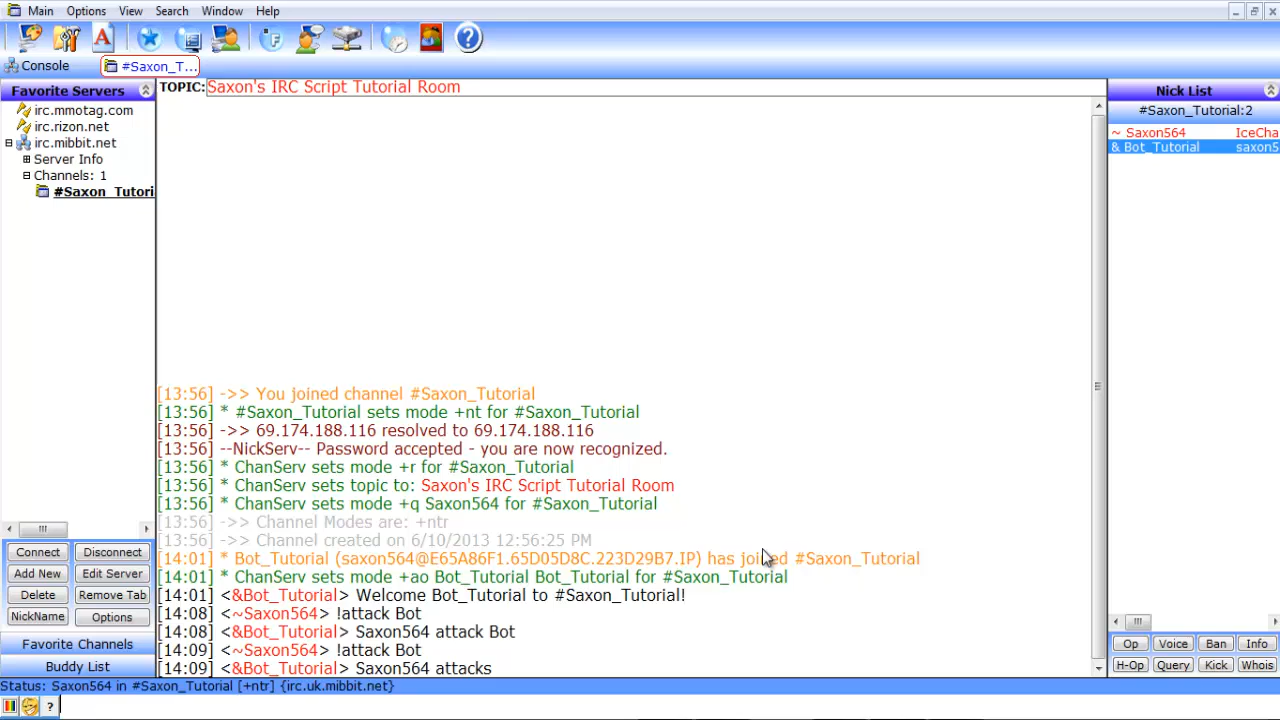 Main Options View Search Window Help
Console #Saxon_T...
Favorite Servers
irc.mmotag.com
irc.rizon.net
irc.mibbit.net
Server Info
Channels: 1
#Saxon_Tutori
Connect Disconnect
Add New Edit Server
Delete Remove Tab
NickName Options
Favorite Channels
Buddy List
TOPIC: Saxon's IRC Script Tutorial Room
[13:56] ->> You joined channel #Saxon_Tutorial
[13:56] * #Saxon_Tutorial sets mode +nt for #Saxon_Tutorial
[13:56] ->> 69.174.188.116 resolved to 69.174.188.116
[13:56] --NickServ-- Password accepted - you are now recognized.
[13:56] * ChanServ sets mode +r for #Saxon_Tutorial
[13:56] * ChanServ sets topic to: Saxon's IRC Script Tutorial Room
[13:56] * ChanServ sets mode +q Saxon564 for #Saxon_Tutorial
[13:56] ->> Channel Modes are: +ntr
[13:56] ->> Channel created on 6/10/2013 12:56:25 PM
[14:01] * Bot_Tutorial (saxon564@E65A86F1.65D05D8C.223D29B7.IP) has joined #Saxon_Tutorial
[14:01] * ChanServ sets mode +ao Bot_Tutorial Bot_Tutorial for #Saxon_Tutorial
[14:01] <&Bot_Tutorial> Welcome Bot_Tutorial to #Saxon_Tutorial!
[14:08] <~Saxon564> !attack Bot
[14:08] <&Bot_Tutorial> Saxon564 attack Bot
[14:09] <~Saxon564> !attack Bot
[14:09] <&Bot_Tutorial> Saxon564 attacks
Nick List
#Saxon_Tutorial:2
~ Saxon564 IceCha
& Bot_Tutorial saxon5
Op Voice Ban Info
H-Op Query Kick Whois
Status: Saxon564 in #Saxon_Tutorial [+ntr] {irc.uk.mibbit.net}